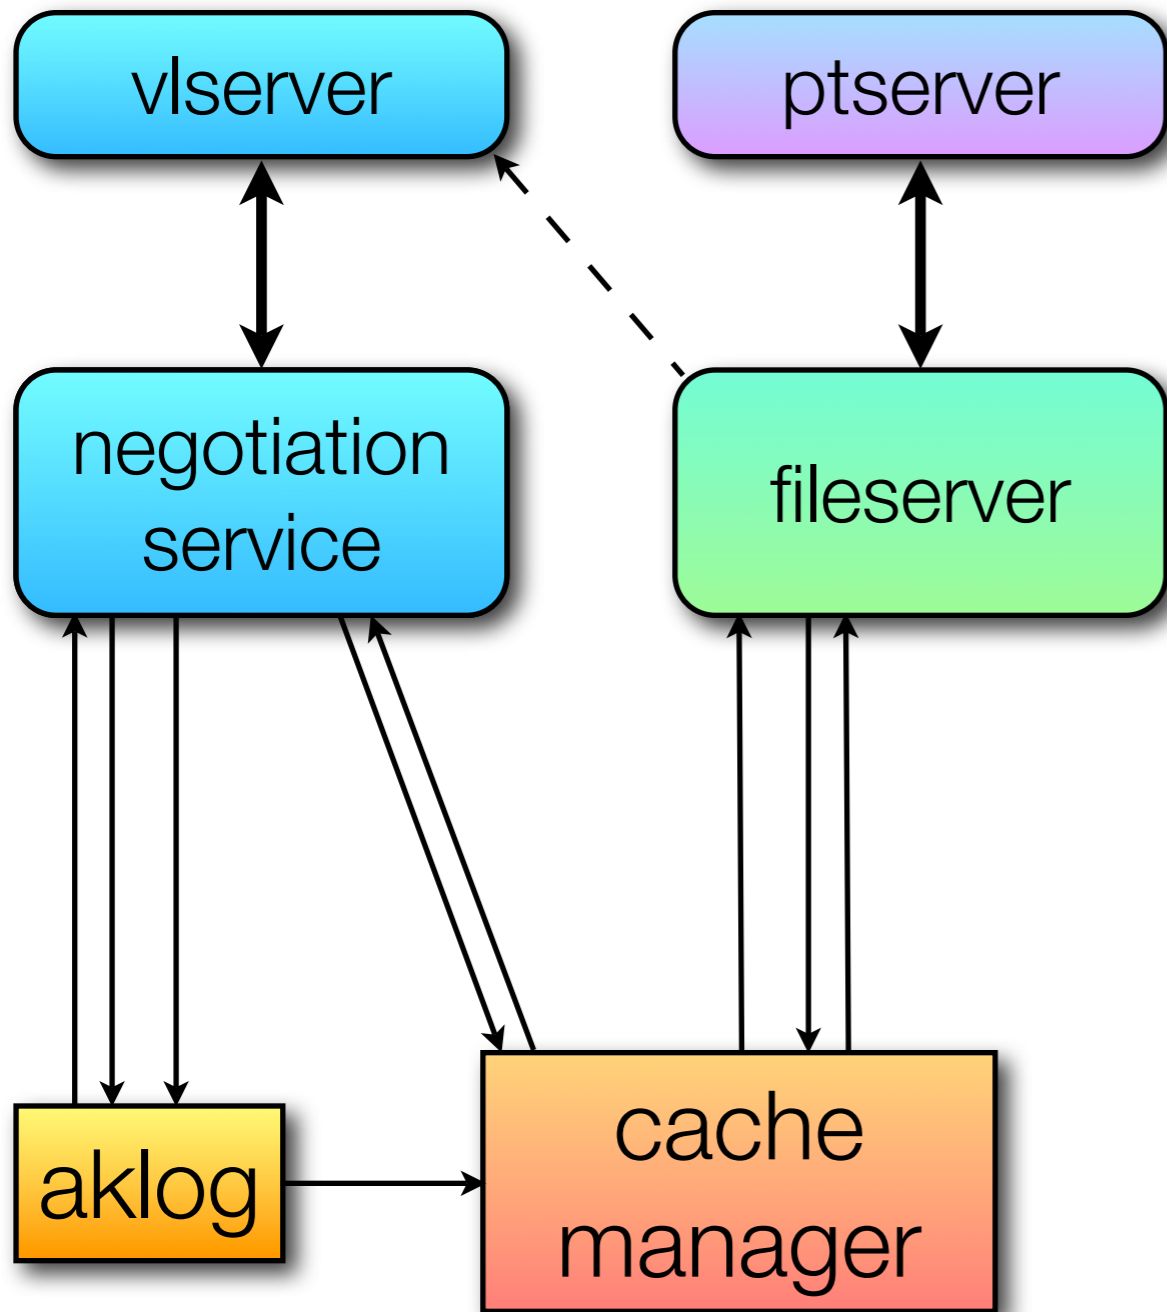 vlserver
ptserver
negotiation
service
fileserver
aklog
cache
manager